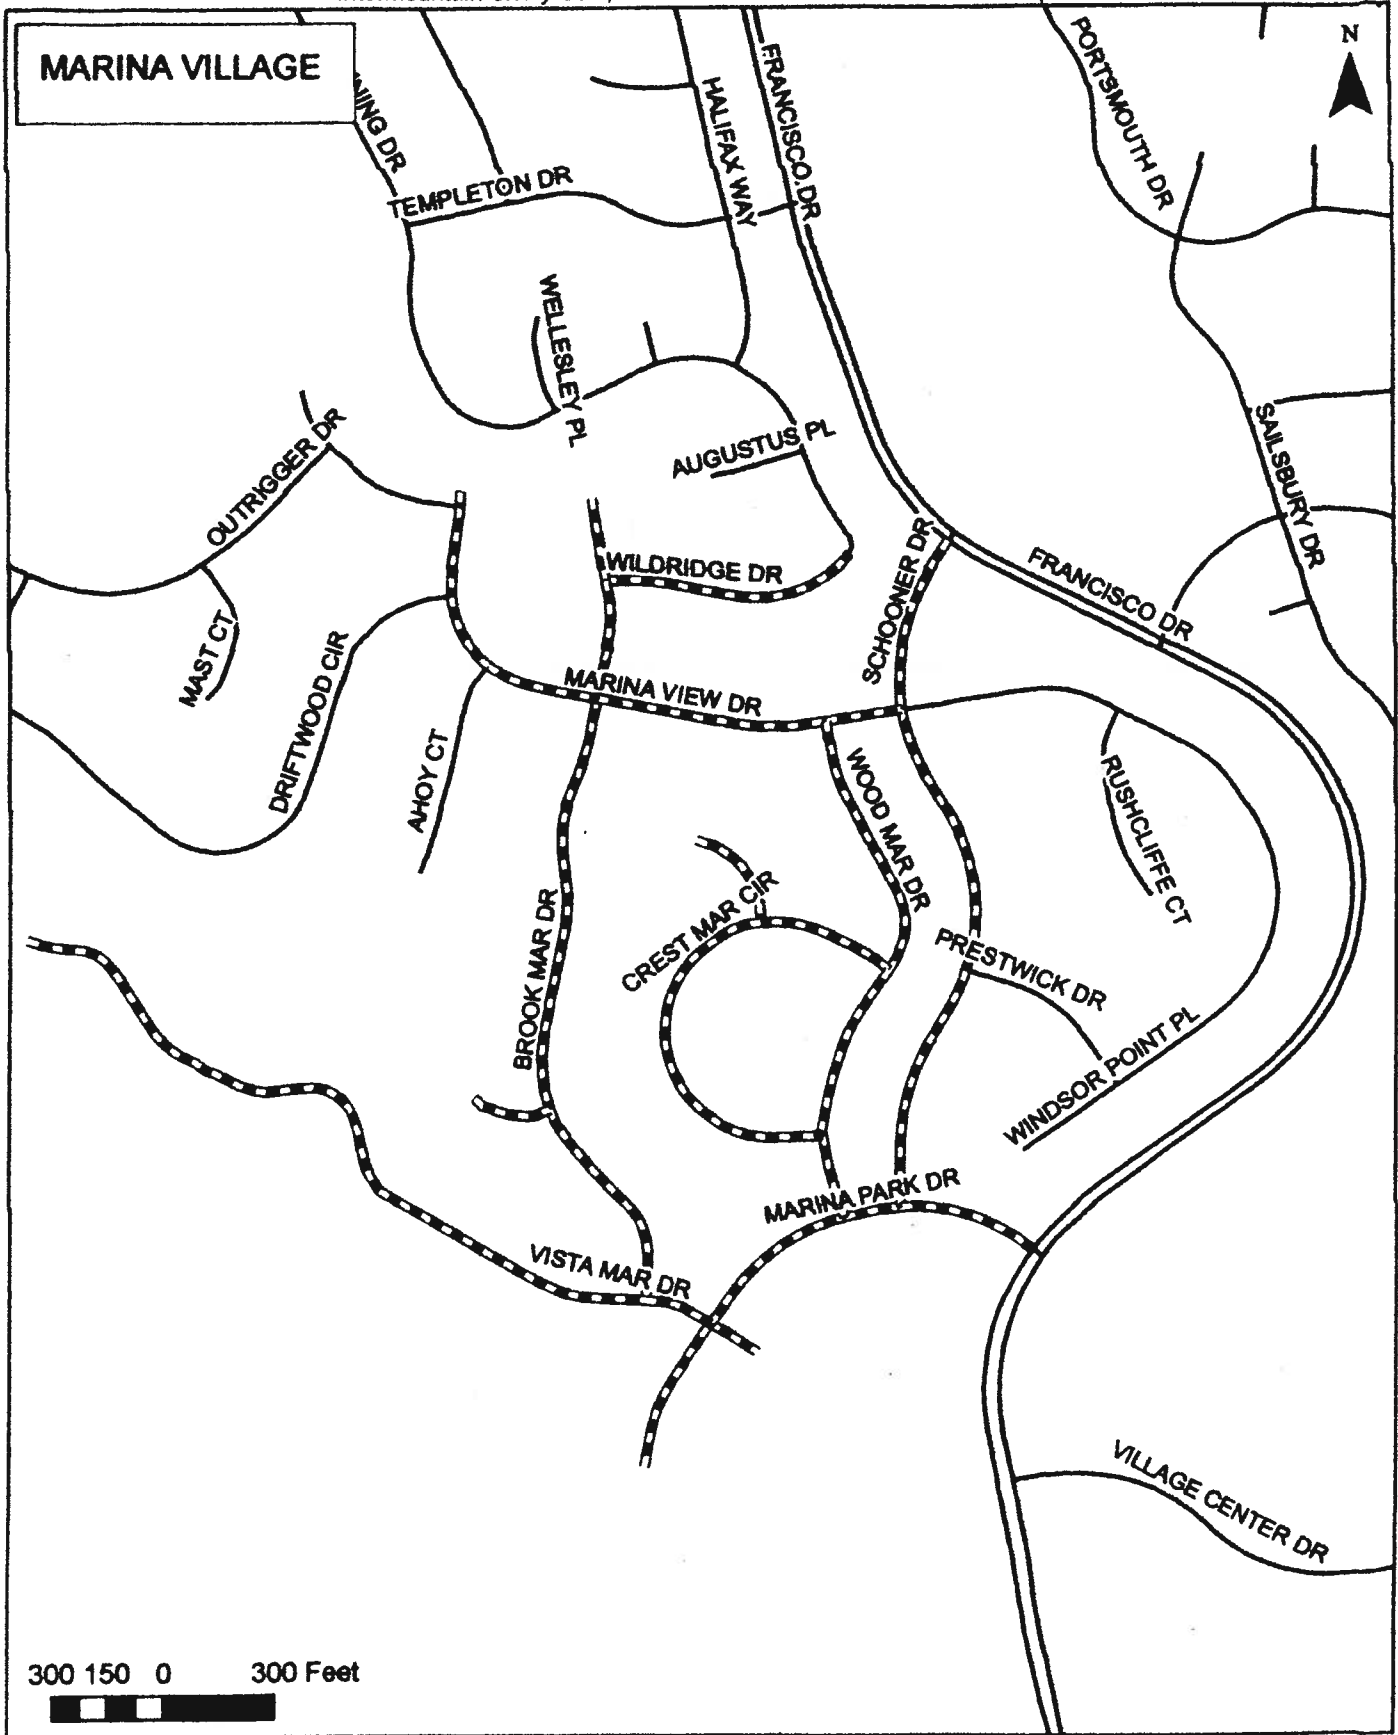 MARINA VILLAGE
N
NING DR
TEMPLETON DR
HALIFAX WAY
FRANCISCO DR
PORTSMOUTH DR
WELLESLEY PL
AUGUSTUS PL
OUTRIGGER DR
SAILSBURY DR
WILDRIDGE DR
SCHOONER DR
FRANCISCO DR
MAST CT
DRIFTWOOD CIR
MARINA VIEW DR
AHOY CT
WOOD MAR DR
RUSHCLIFFE CT
CREST MAR CIR
BROOK MAR DR
PRESTWICK DR
WINDSOR POINT PL
MARINA PARK DR
VISTA MAR DR
VILLAGE CENTER DR
300 150 0 300 Feet